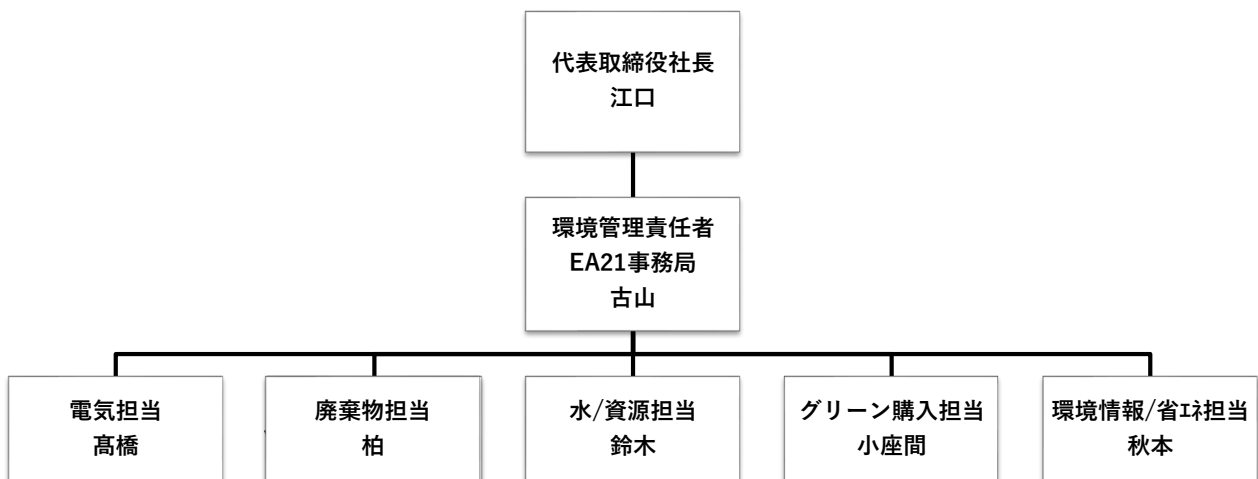 代表取締役社長
江口
環境管理責任者
EA21事務局
古山
電気担当
髙橋
廃棄物担当
柏
水/資源担当
鈴木
グリーン購入担当
小座間
環境情報/省ｴﾈ担当
秋本